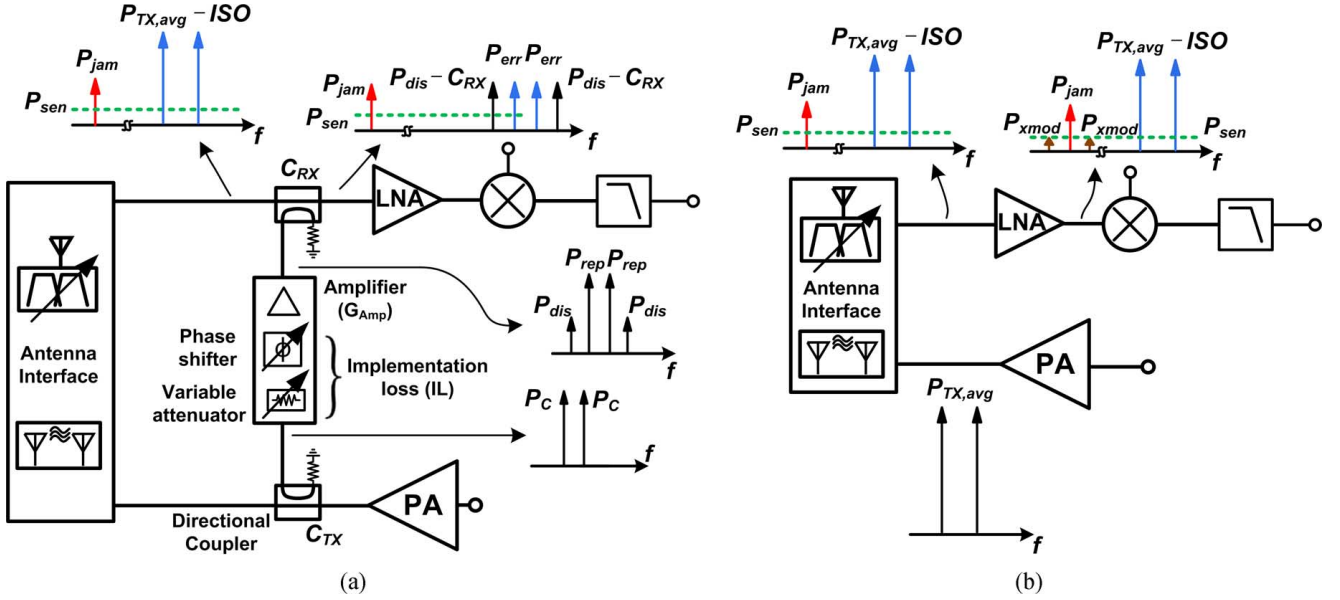 P_TX,avg – ISO
P_jam
P_sen
f
P_err P_err
P_jam P_dis – C_RX P_dis – C_RX
P_sen
f
C_RX
LNA
Amplifier
(G_Amp)
Phase
shifter
ϕ
Implementation
loss (IL)
Variable
attenuator
P_rep P_rep
P_dis P_dis
f
P_C P_C
f
Antenna
Interface
PA
Directional
Coupler
C_TX
(a)
P_TX,avg – ISO
P_jam
P_sen
f
P_TX,avg – ISO
P_jam
P_xmod P_xmod P_sen
f
LNA
Antenna
Interface
PA
P_TX,avg
f
(b)